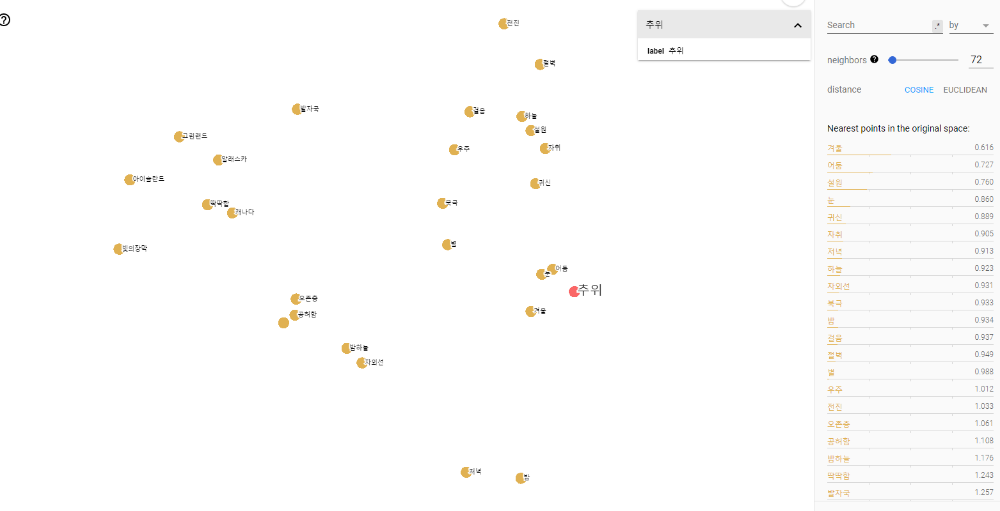 전진
추위
label 추위
절벽
발자국
걸음
하늘
설원
그린랜드
우주
자취
알래스카
아이슬란드
귀신
딱딱함
북극
캐나다
별
빛의장막
어둠
눈
추위
오존층
겨울
공허함
밤하늘
자외선
저녁
밤
Search .* by
neighbors 72
distance COSINE EUCLIDEAN
Nearest points in the original space:
겨울 0.616
어둠 0.727
설원 0.760
눈 0.860
귀신 0.889
자취 0.905
저녁 0.913
하늘 0.923
자외선 0.931
북극 0.933
밤 0.934
걸음 0.937
절벽 0.949
별 0.988
우주 1.012
전진 1.033
오존층 1.061
공허함 1.108
밤하늘 1.176
딱딱함 1.243
발자국 1.257